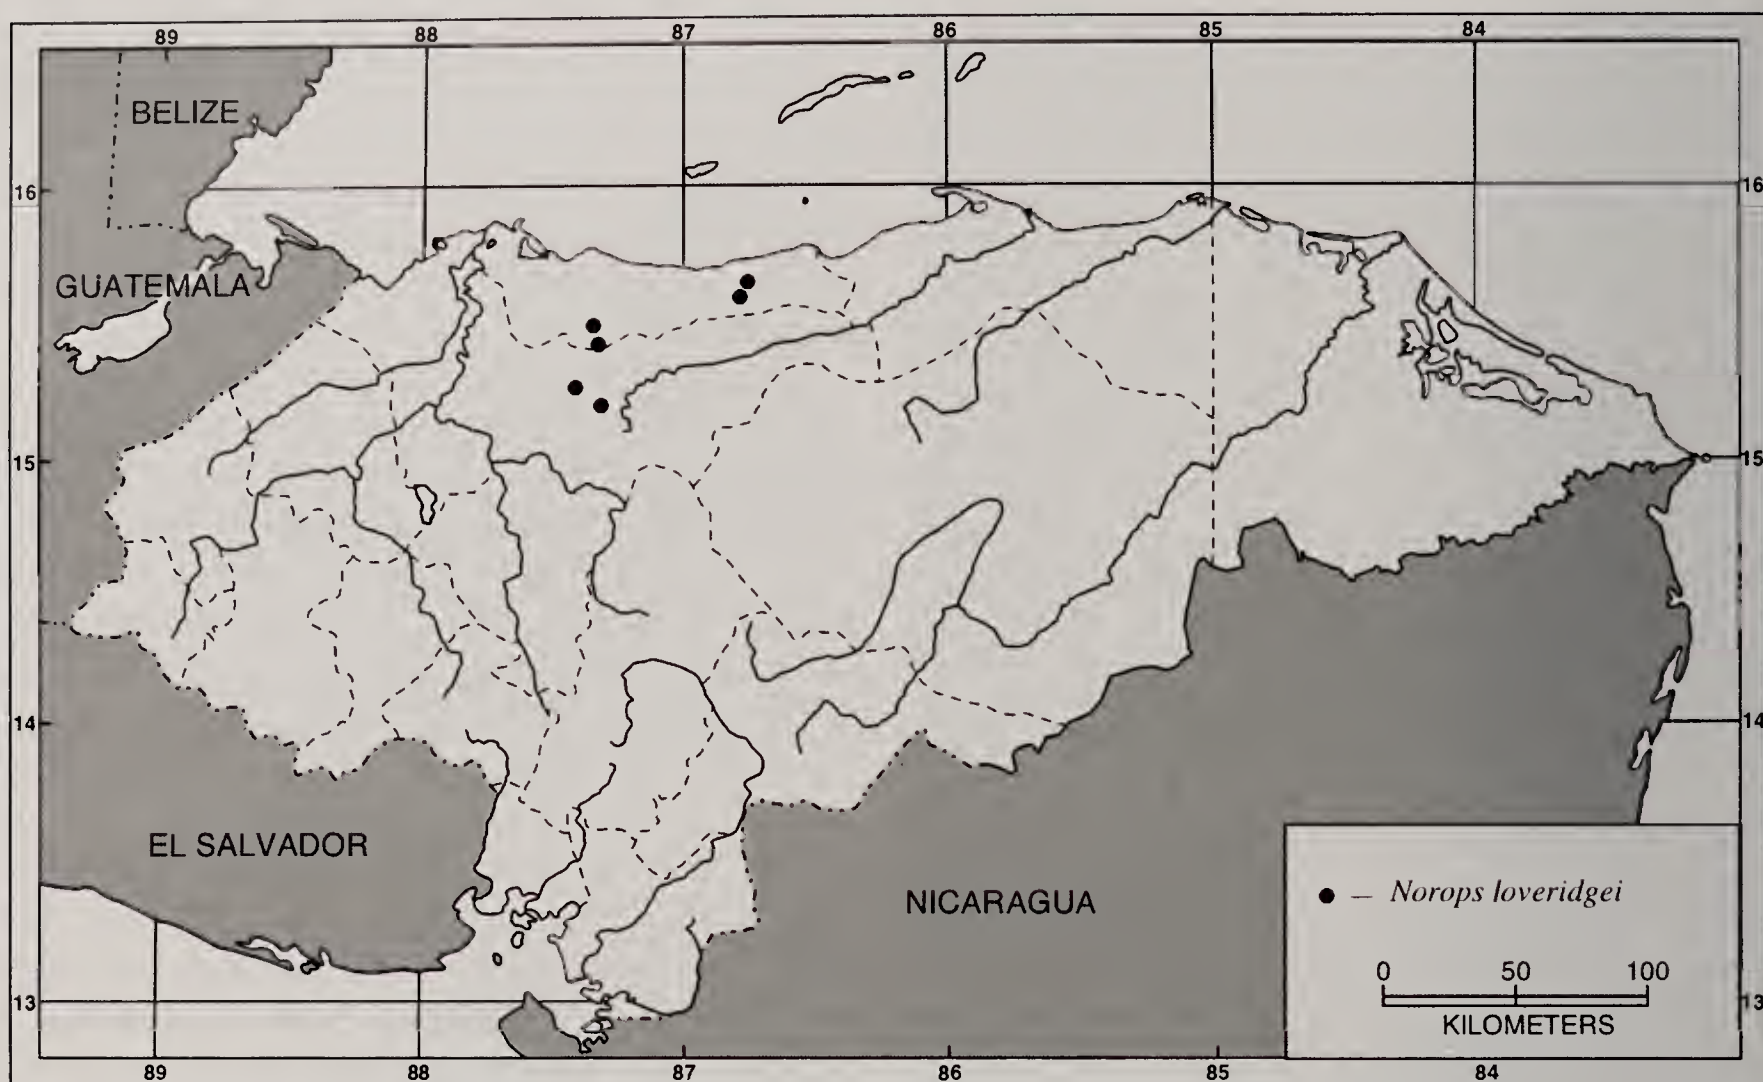 89 88 87 86 85 84
BELIZE
16 16
GUATEMALA
15 15
14 14
EL SALVADOR
NICARAGUA
— Norops loveridgei
0 50 100
KILOMETERS
13 13
89 88 87 86 85 84